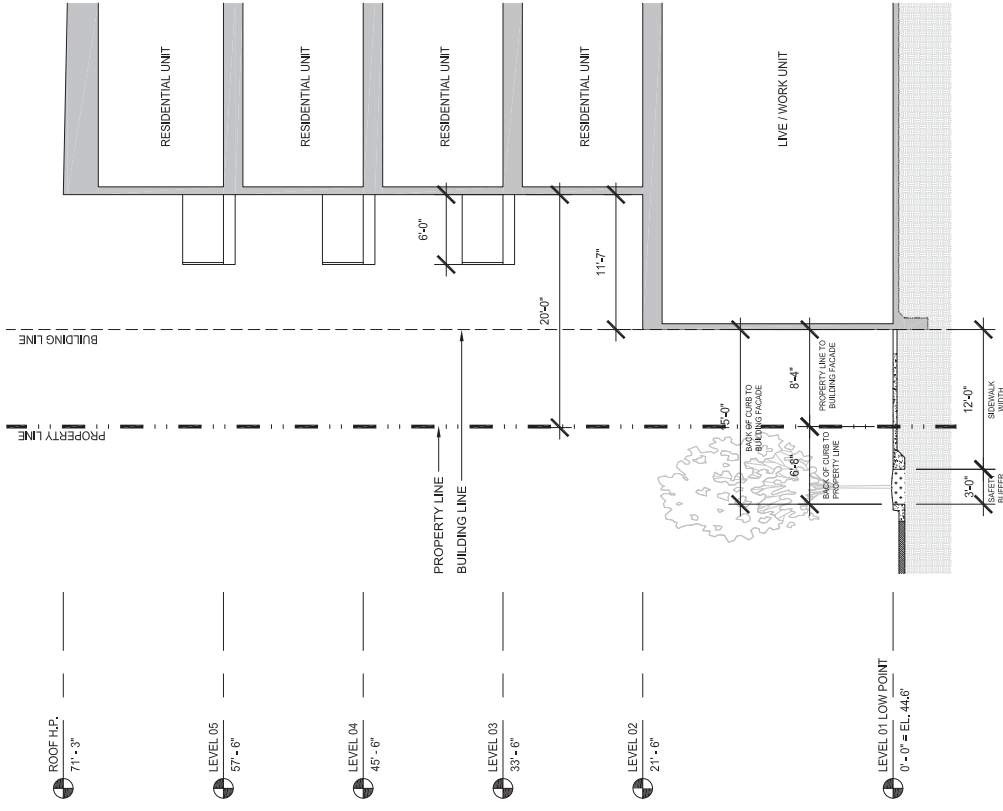 ROOF H.P.
71' - 3"
LEVEL 05
57' - 6"
LEVEL 04
45' - 6"
LEVEL 03
33' - 6"
LEVEL 02
21' - 6"
LEVEL 01 LOW POINT
0' - 0" = EL. 44.6'
PROPERTY LINE
BUILDING LINE
PROPERTY LINE
BUILDING LINE
RESIDENTIAL UNIT
RESIDENTIAL UNIT
RESIDENTIAL UNIT
RESIDENTIAL UNIT
LIVE / WORK UNIT
6'-0"
20'-0"
11'-7"
5'-0"
BACK OF CURB TO
BUILDING FACADE
8'-4"
PROPERTY LINE TO
BUILDING FACADE
6'-8"
BACK OF CURB TO
PROPERTY LINE
12'-0"
SIDEWALK
WIDTH
3'-0"
SAFETY
BUFFER